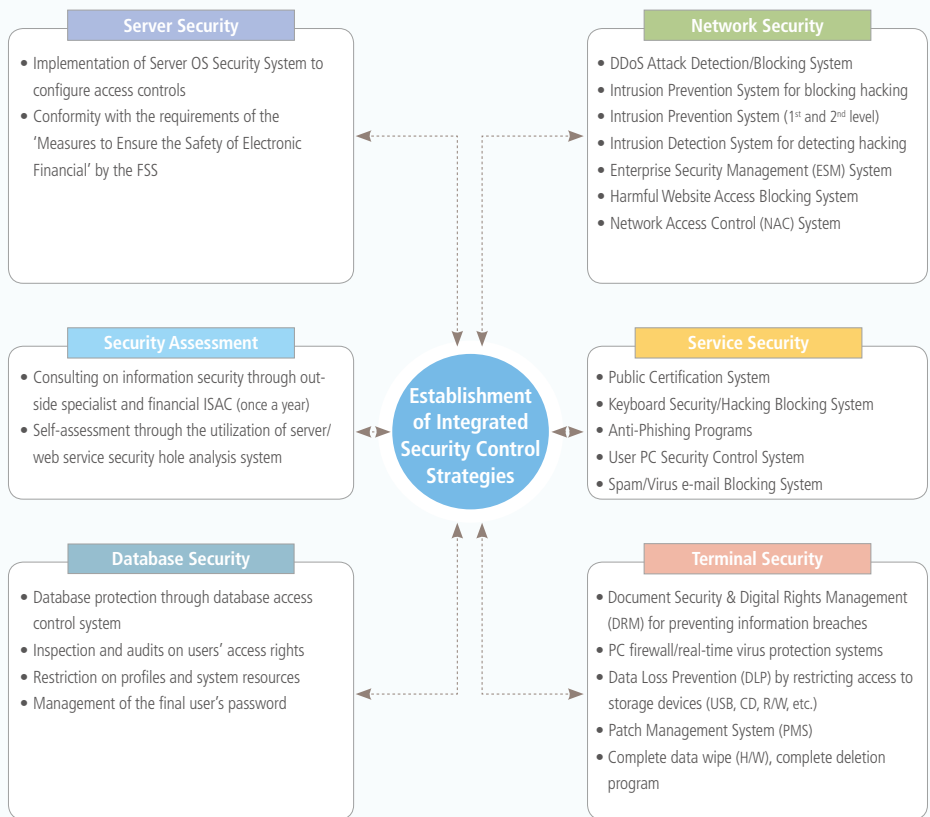 Server Security
• Implementation of Server OS Security System to
configure access controls
• Conformity with the requirements of the
‘Measures to Ensure the Safety of Electronic
Financial’ by the FSS
Network Security
• DDoS Attack Detection/Blocking System
• Intrusion Prevention System for blocking hacking
• Intrusion Prevention System (1st and 2nd level)
• Intrusion Detection System for detecting hacking
• Enterprise Security Management (ESM) System
• Harmful Website Access Blocking System
• Network Access Control (NAC) System
Security Assessment
• Consulting on information security through out-
side specialist and financial ISAC (once a year)
• Self-assessment through the utilization of server/
web service security hole analysis system
Establishment
of Integrated
Security Control
Strategies
Service Security
• Public Certification System
• Keyboard Security/Hacking Blocking System
• Anti-Phishing Programs
• User PC Security Control System
• Spam/Virus e-mail Blocking System
Database Security
• Database protection through database access
control system
• Inspection and audits on users’ access rights
• Restriction on profiles and system resources
• Management of the final user’s password
Terminal Security
• Document Security & Digital Rights Management
(DRM) for preventing information breaches
• PC firewall/real-time virus protection systems
• Data Loss Prevention (DLP) by restricting access to
storage devices (USB, CD, R/W, etc.)
• Patch Management System (PMS)
• Complete data wipe (H/W), complete deletion
program